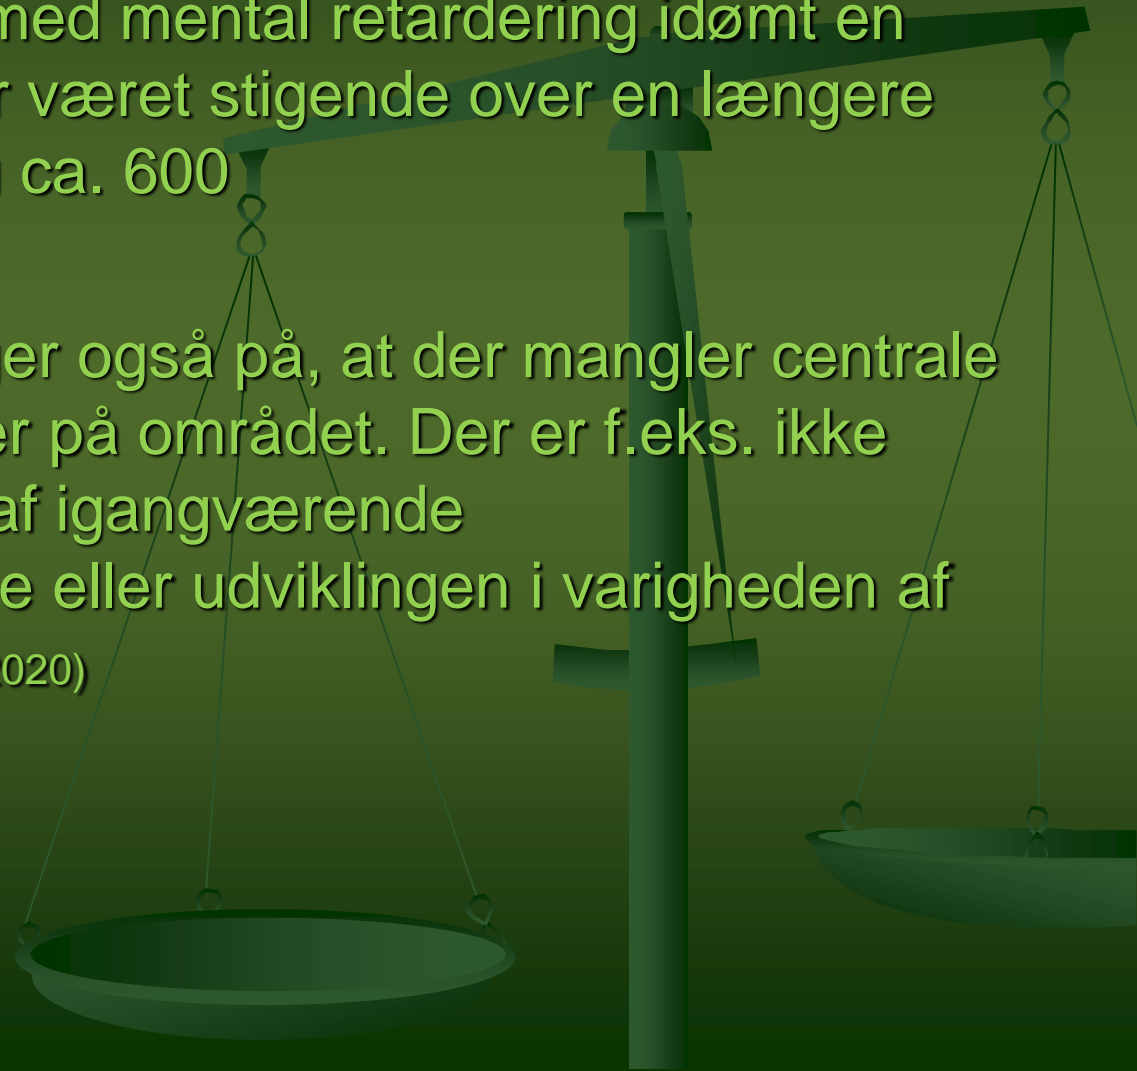 med mental retardering idømt en
r været stigende over en længere
ca. 600
ger også på, at der mangler centrale
er på området. Der er f.eks. ikke
af igangværende
e eller udviklingen i varigheden af
020)